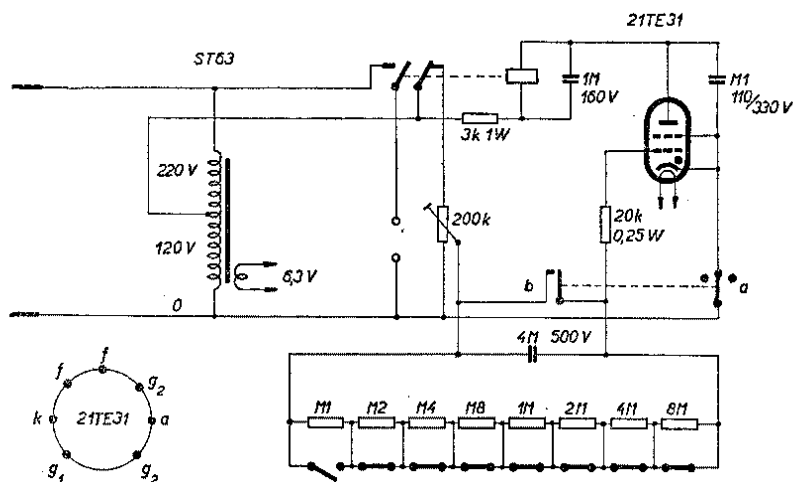 21TE31
ST63
1M
160V
M1
110/330V
3k 1W
220V
120V
200k
20k
0,25W
6,3V
b
a
0
4M 500V
f
f
g2
k
21TE31
a
g1
g2
M1 M2 M4 M8 1M 2M 4M 8M